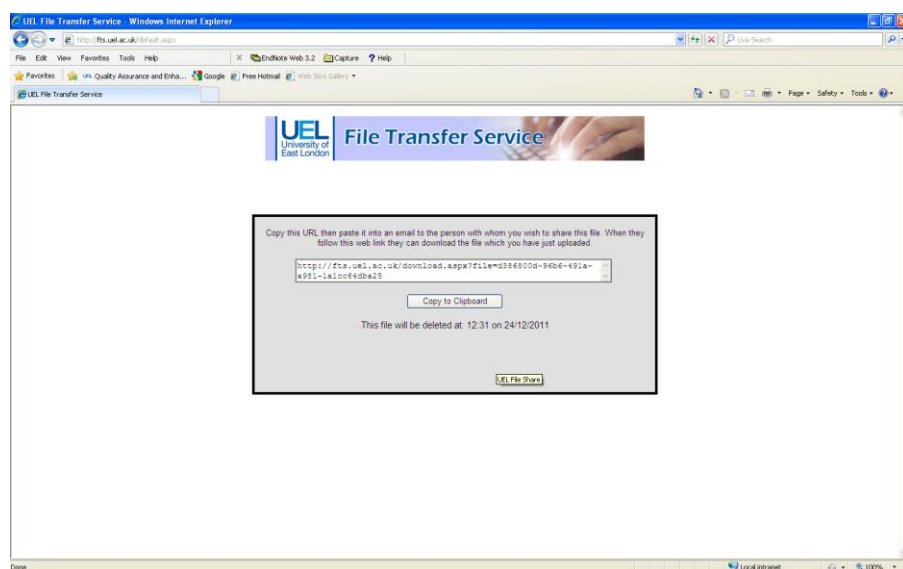 UEL File Transfer Service - Windows Internet Explorer
http://fts.uel.ac.uk/default.aspx
Live Search
File Edit View Favorites Tools Help
X EndNote Web 3.2 Capture ? Help
Favorites UEL Quality Assurance and Enha... Google Free Hotmail Web Slice Gallery
UEL File Transfer Service
Page Safety Tools
UEL
University of
East London
File Transfer Service
Copy this URL then paste it into an email to the person with whom you wish to share this file. When they
follow this web link they can download the file which you have just uploaded.
http://fts.uel.ac.uk/download.aspx?file=d386800d-96b6-491a-
a981-1a1cc64dba25
Copy to Clipboard
This file will be deleted at: 12:31 on 24/12/2011
UEL File Share
Done
Local intranet
100%